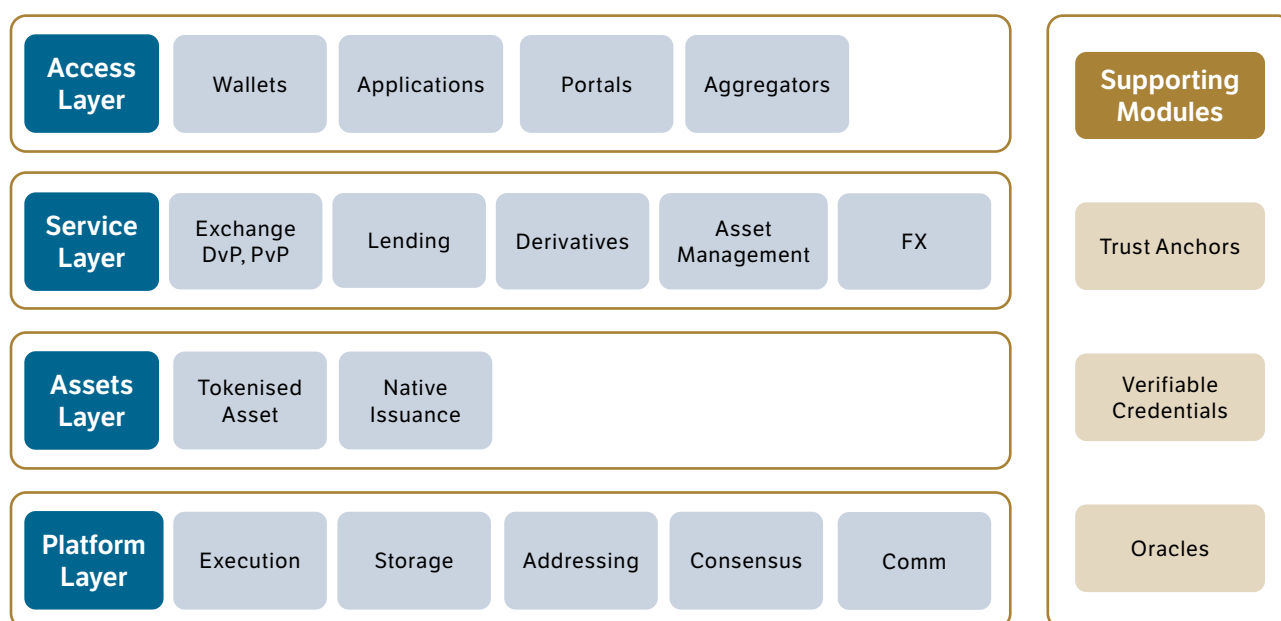 Access
Layer
Wallets
Applications
Portals
Aggregators
Service
Layer
Exchange
DvP, PvP
Lending
Derivatives
Asset
Management
FX
Assets
Layer
Tokenised
Asset
Native
Issuance
Platform
Layer
Execution
Storage
Addressing
Consensus
Comm
Supporting
Modules
Trust Anchors
Verifiable
Credentials
Oracles